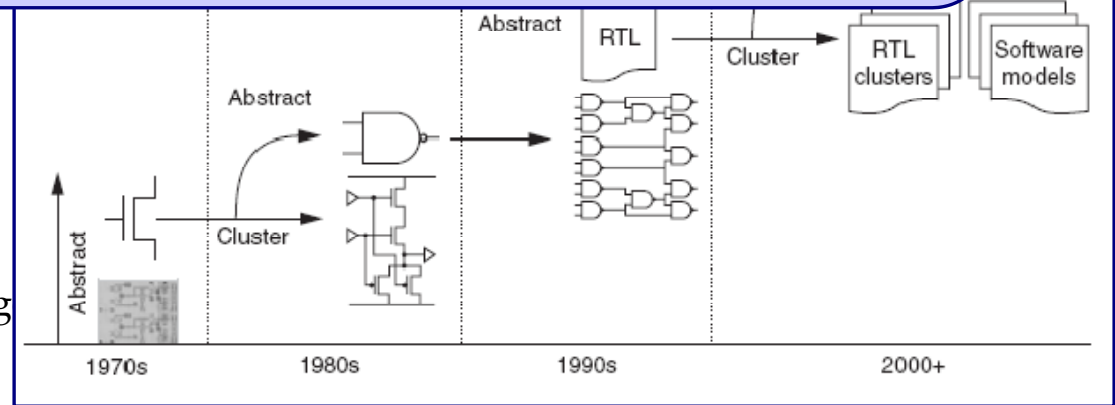 Abstract
RTL
Cluster
RTL
clusters
Software
models
Abstract
Cluster
Abstract
g
1970s
1980s
1990s
2000+